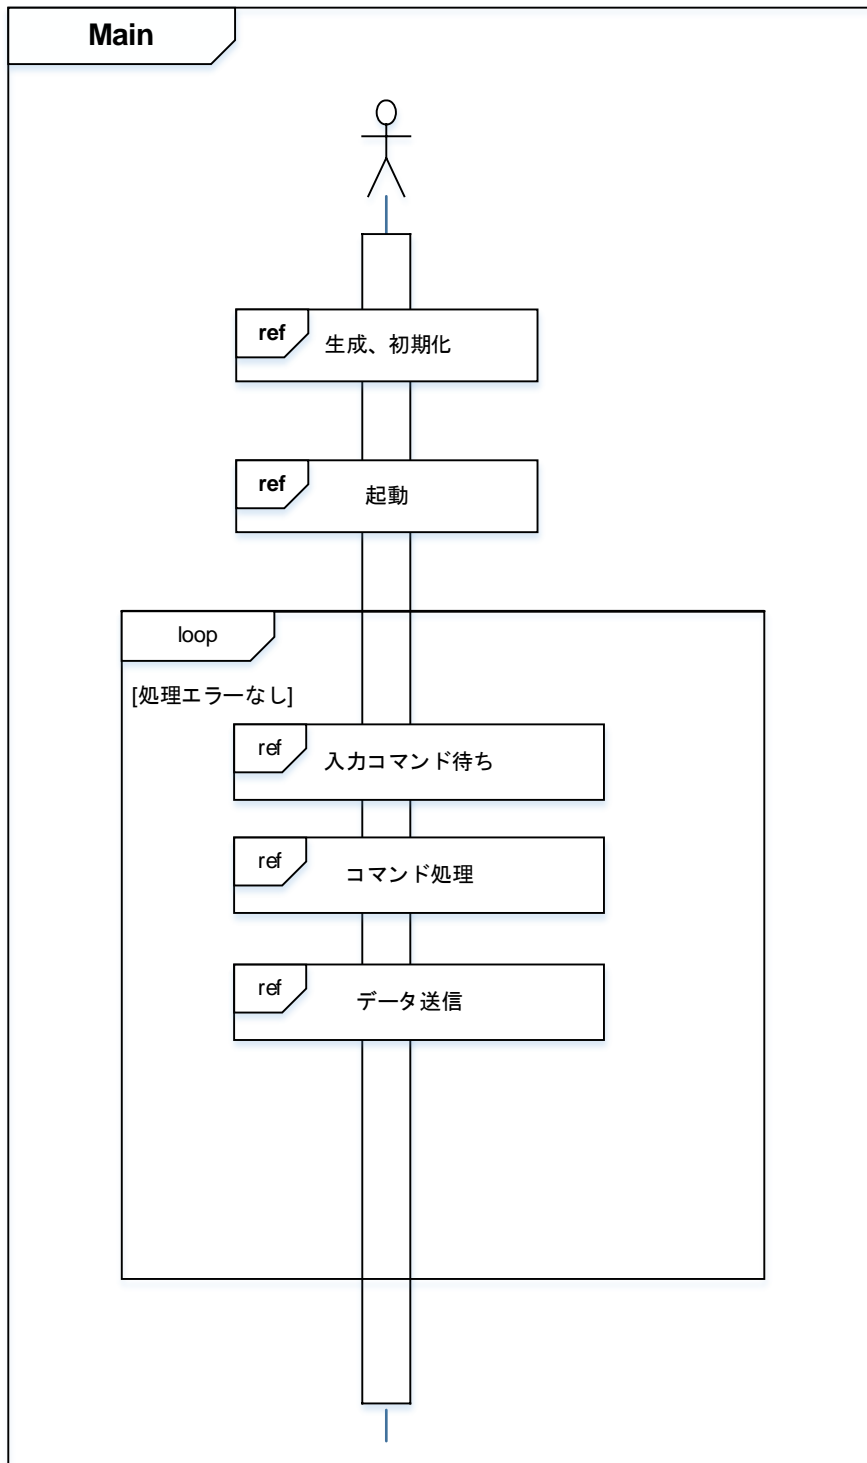 Main
ref
生成、初期化
ref
起動
loop
[処理エラーなし]
ref
入力コマンド待ち
ref
コマンド処理
ref
データ送信